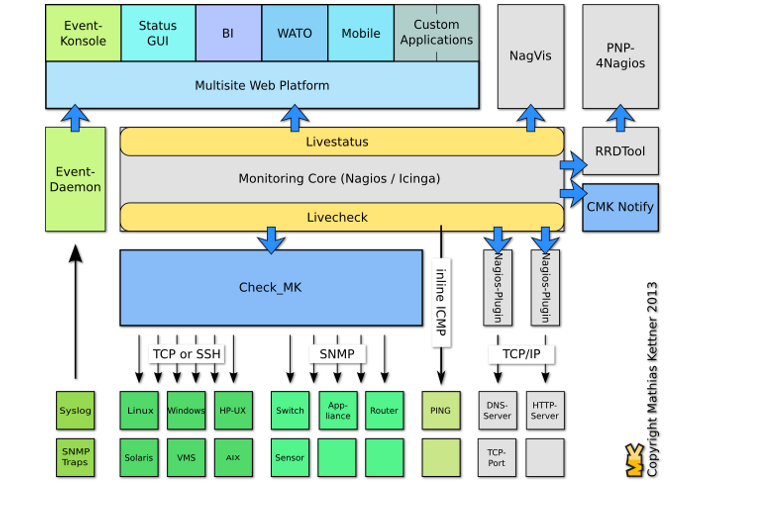 Event-
Konsole
Status
GUI
BI
WATO
Mobile
Custom
Applications
NagVis
PNP-
4Nagios
Multisite Web Platform
Event-
Daemon
Livestatus
Monitoring Core (Nagios / Icinga)
Livecheck
RRDTool
CMK Notify
Check_MK
inline ICMP
Nagios-Plugin
Nagios-Plugin
TCP or SSH
SNMP
TCP/IP
Syslog
Linux
Windows
HP-UX
Switch
App-
liance
Router
PING
DNS-
Server
HTTP-
Server
SNMP
Traps
Solaris
VMS
AIX
Sensor
TCP-
Port
Copyright Mathias Kettner 2013